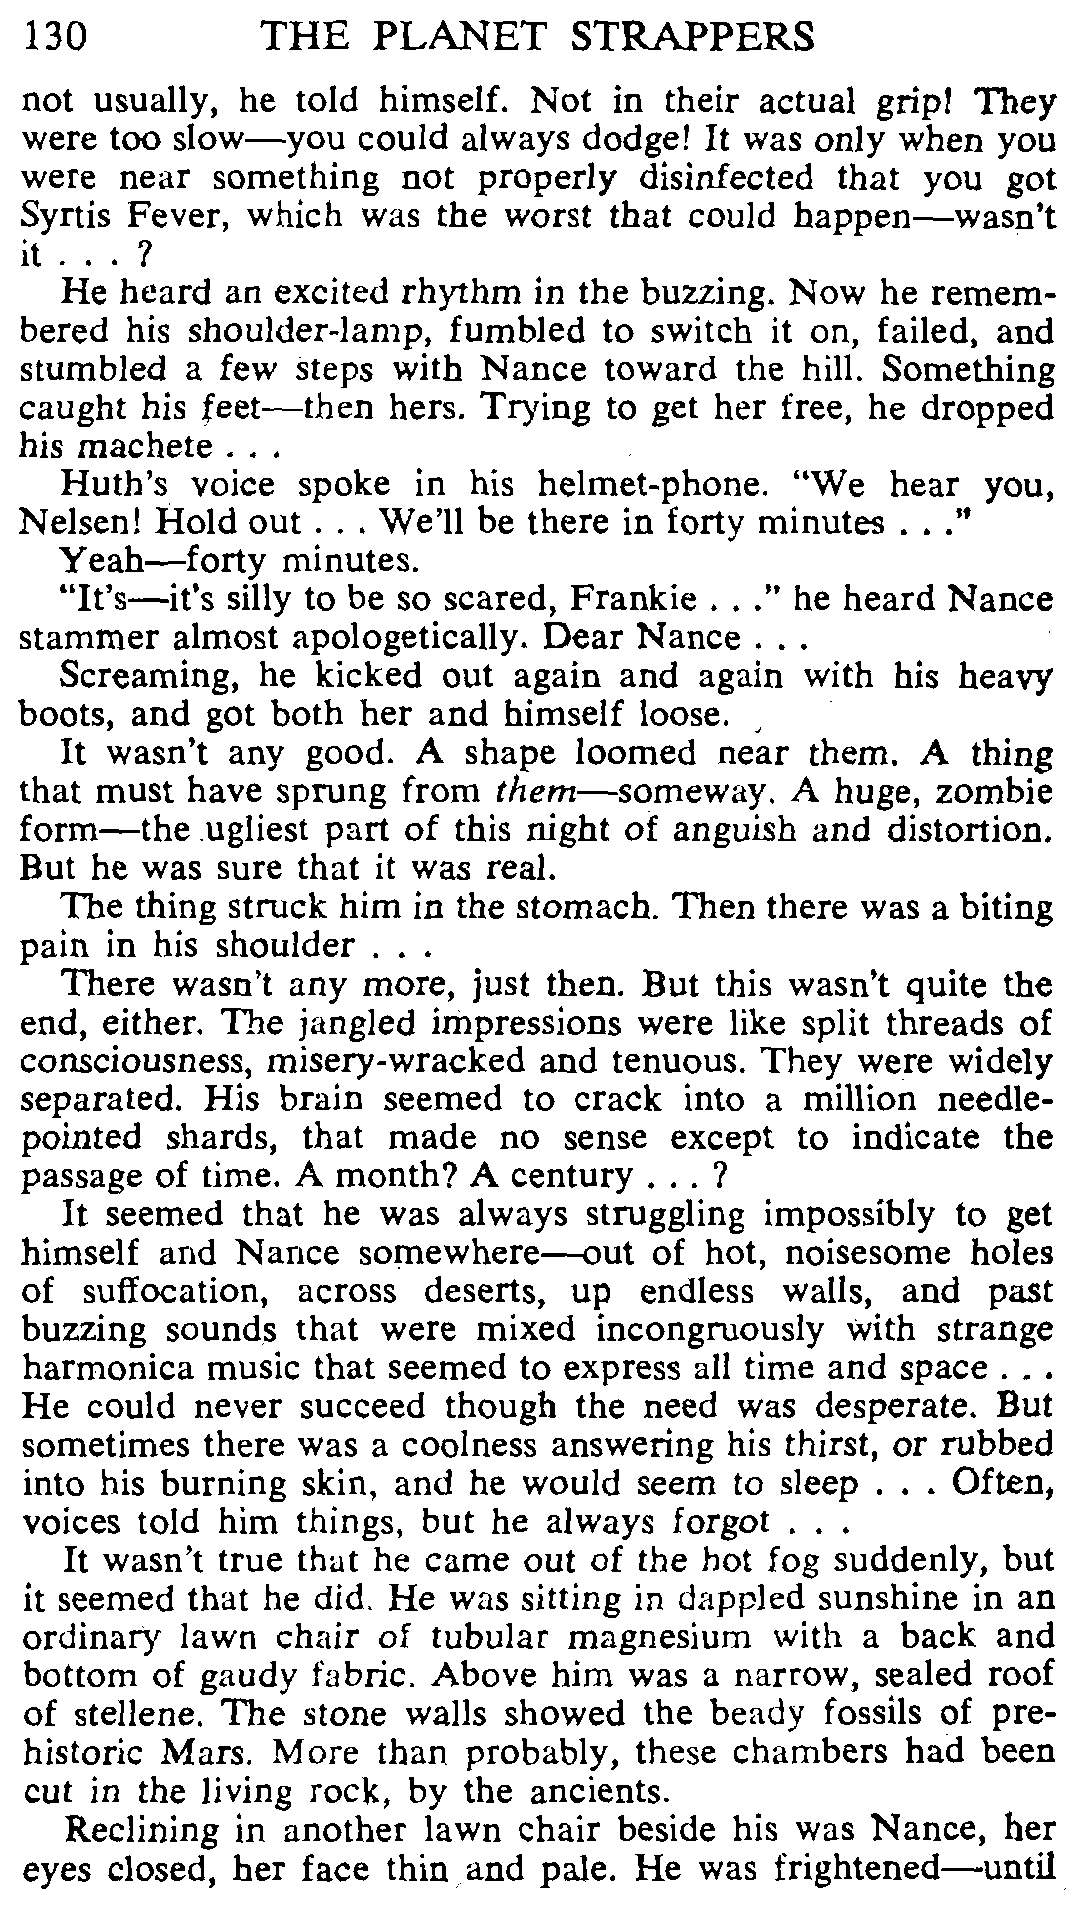 130 THE PLANET STRAPPERS
not usually, he told himself. Not in their actual grip! They
were too slow—you could always dodge! It was only when you
were near something not properly disinfected that you got
Syrtis Fever, which was the worst that could happen—wasn't
it . . . ?
He heard an excited rhythm in the buzzing. Now he remem-
bered his shoulder-lamp, fumbled to switch it on, failed, and
stumbled a few steps with Nance toward the hill. Something
caught his feet—then hers. Trying to get her free, he dropped
his machete . . .
Huth's voice spoke in his helmet-phone. "We hear you,
Nelsen! Hold out . . . We'll be there in forty minutes . . ."
Yeah—forty minutes.
"It's—it's silly to be so scared, Frankie . . ." he heard Nance
stammer almost apologetically. Dear Nance . . .
Screaming, he kicked out again and again with his heavy
boots, and got both her and himself loose.
It wasn't any good. A shape loomed near them. A thing
that must have sprung from them—someway. A huge, zombie
form—the ugliest part of this night of anguish and distortion.
But he was sure that it was real.
The thing struck him in the stomach. Then there was a biting
pain in his shoulder . . .
There wasn't any more, just then. But this wasn't quite the
end, either. The jangled impressions were like split threads of
consciousness, misery-wracked and tenuous. They were widely
separated. His brain seemed to crack into a million needle-
pointed shards, that made no sense except to indicate the
passage of time. A month? A century . . . ?
It seemed that he was always struggling impossibly to get
himself and Nance somewhere—out of hot, noisesome holes
of suffocation, across deserts, up endless walls, and past
buzzing sounds that were mixed incongruously with strange
harmonica music that seemed to express all time and space . . .
He could never succeed though the need was desperate. But
sometimes there was a coolness answering his thirst, or rubbed
into his burning skin, and he would seem to sleep . . . Often,
voices told him things, but he always forgot . . .
It wasn't true that he came out of the hot fog suddenly, but
it seemed that he did. He was sitting in dappled sunshine in an
ordinary lawn chair of tubular magnesium with a back and
bottom of gaudy fabric. Above him was a narrow, sealed roof
of stellene. The stone walls showed the beady fossils of pre-
historic Mars. More than probably, these chambers had been
cut in the living rock, by the ancients.
Reclining in another lawn chair beside his was Nance, her
eyes closed, her face thin and pale. He was frightened—until